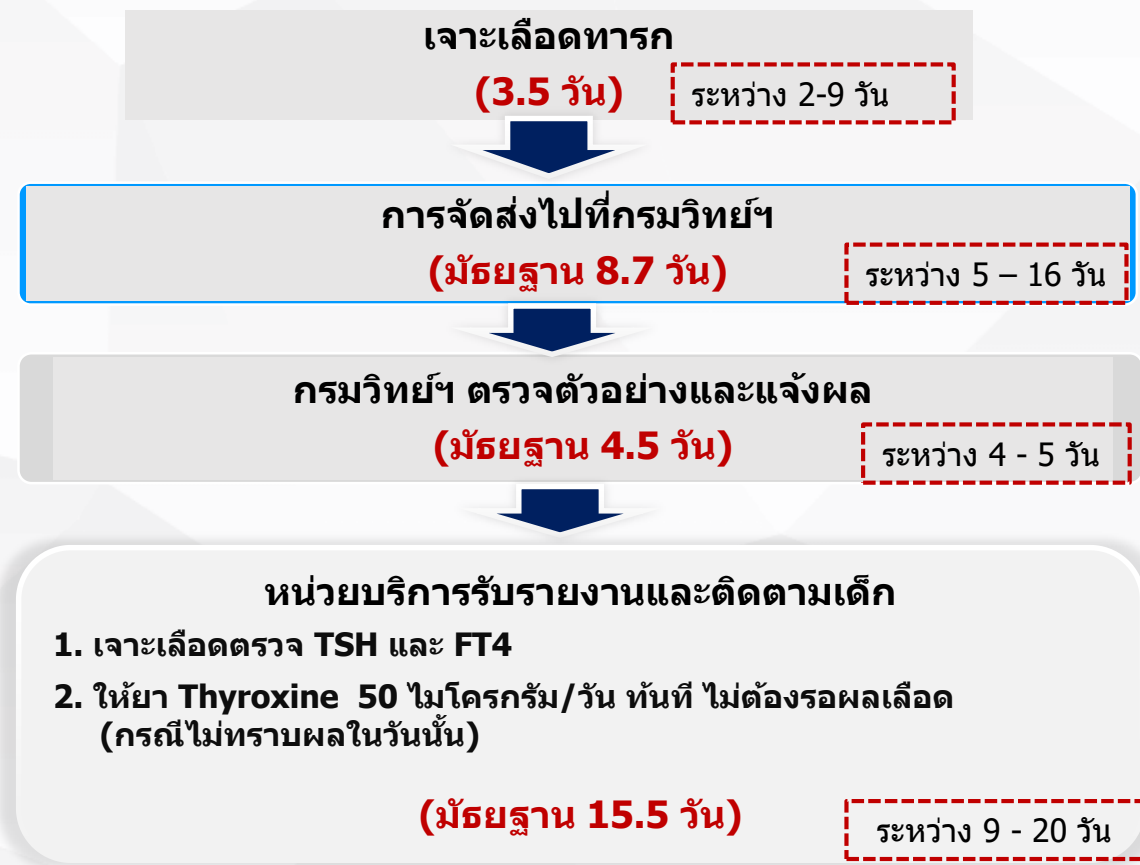 เจาะเลือดทารก
(3.5 วัน)
ระหว่าง 2-9 วัน
การจัดส่งไปที่กรมวิทย์ฯ
(มัธยฐาน 8.7 วัน)
ระหว่าง 5 – 16 วัน
กรมวิทย์ฯ ตรวจตัวอย่างและแจ้งผล
(มัธยฐาน 4.5 วัน)
ระหว่าง 4 - 5 วัน
หน่วยบริการรับรายงานและติดตามเด็ก
1. เจาะเลือดตรวจ TSH และ FT4
2. ให้ยา Thyroxine 50 ไมโครกรัม/วัน ทันที ไม่ต้องรอผลเลือด
(กรณีไม่ทราบผลในวันนั้น)
(มัธยฐาน 15.5 วัน)
ระหว่าง 9 - 20 วัน